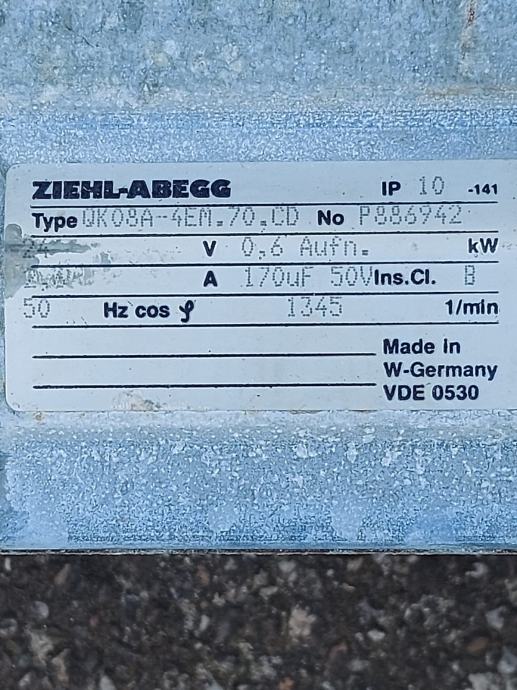 ZIEHL-ABEGG IP 10 -141
Type QK08A-4EM.70.CD No P886942
V 0,6 Aufn. kW
A 170uF 50V Ins.Cl. B
50 Hz cos φ 1345 1/min
Made in
W-Germany
VDE 0530